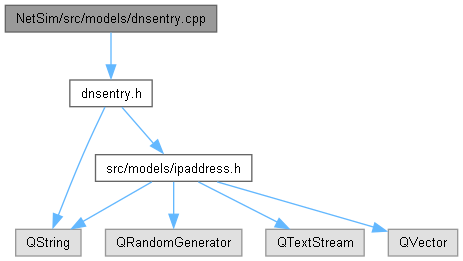 NetSim/src/models/dnsentry.cpp
dnsentry.h
src/models/ipaddress.h
QString
QRandomGenerator
QTextStream
QVector